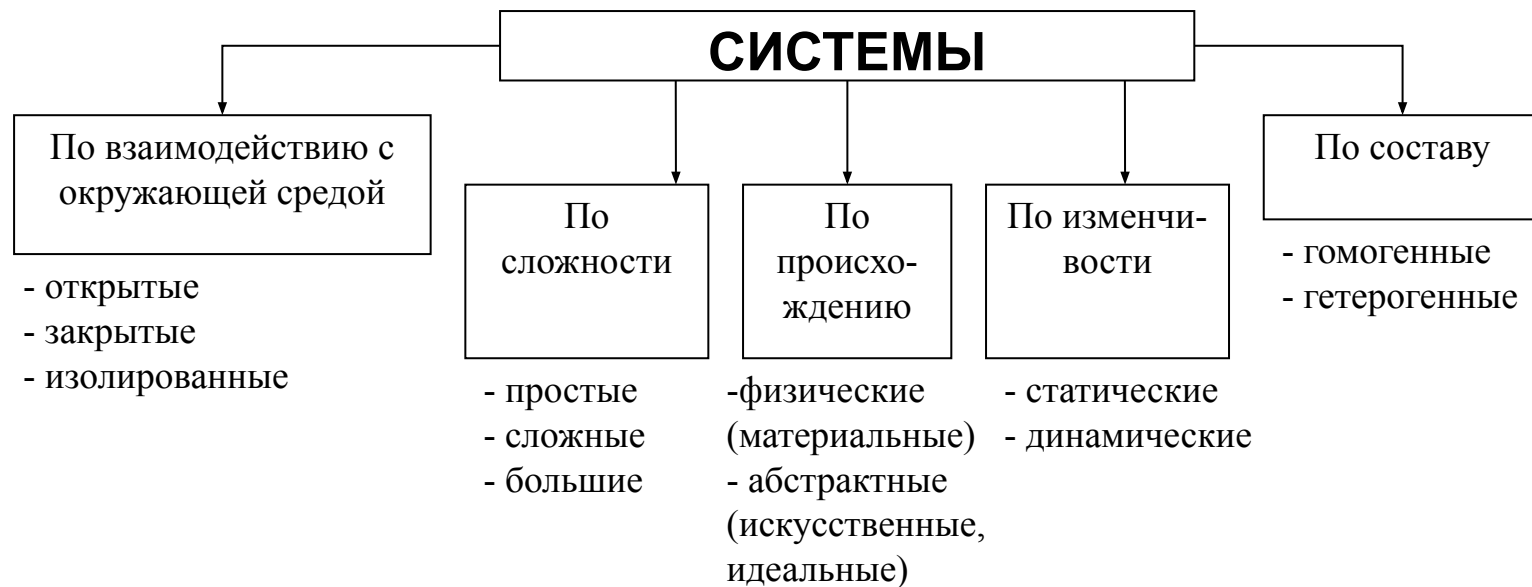 СИСТЕМЫ
По взаимодействию с
окружающей средой
- открытые
- закрытые
- изолированные
По
сложности
- простые
- сложные
- большие
По
происхо-
ждению
-физические
(материальные)
- абстрактные
(искусственные,
идеальные)
По изменчи-
вости
- статические
- динамические
По составу
- гомогенные
- гетерогенные